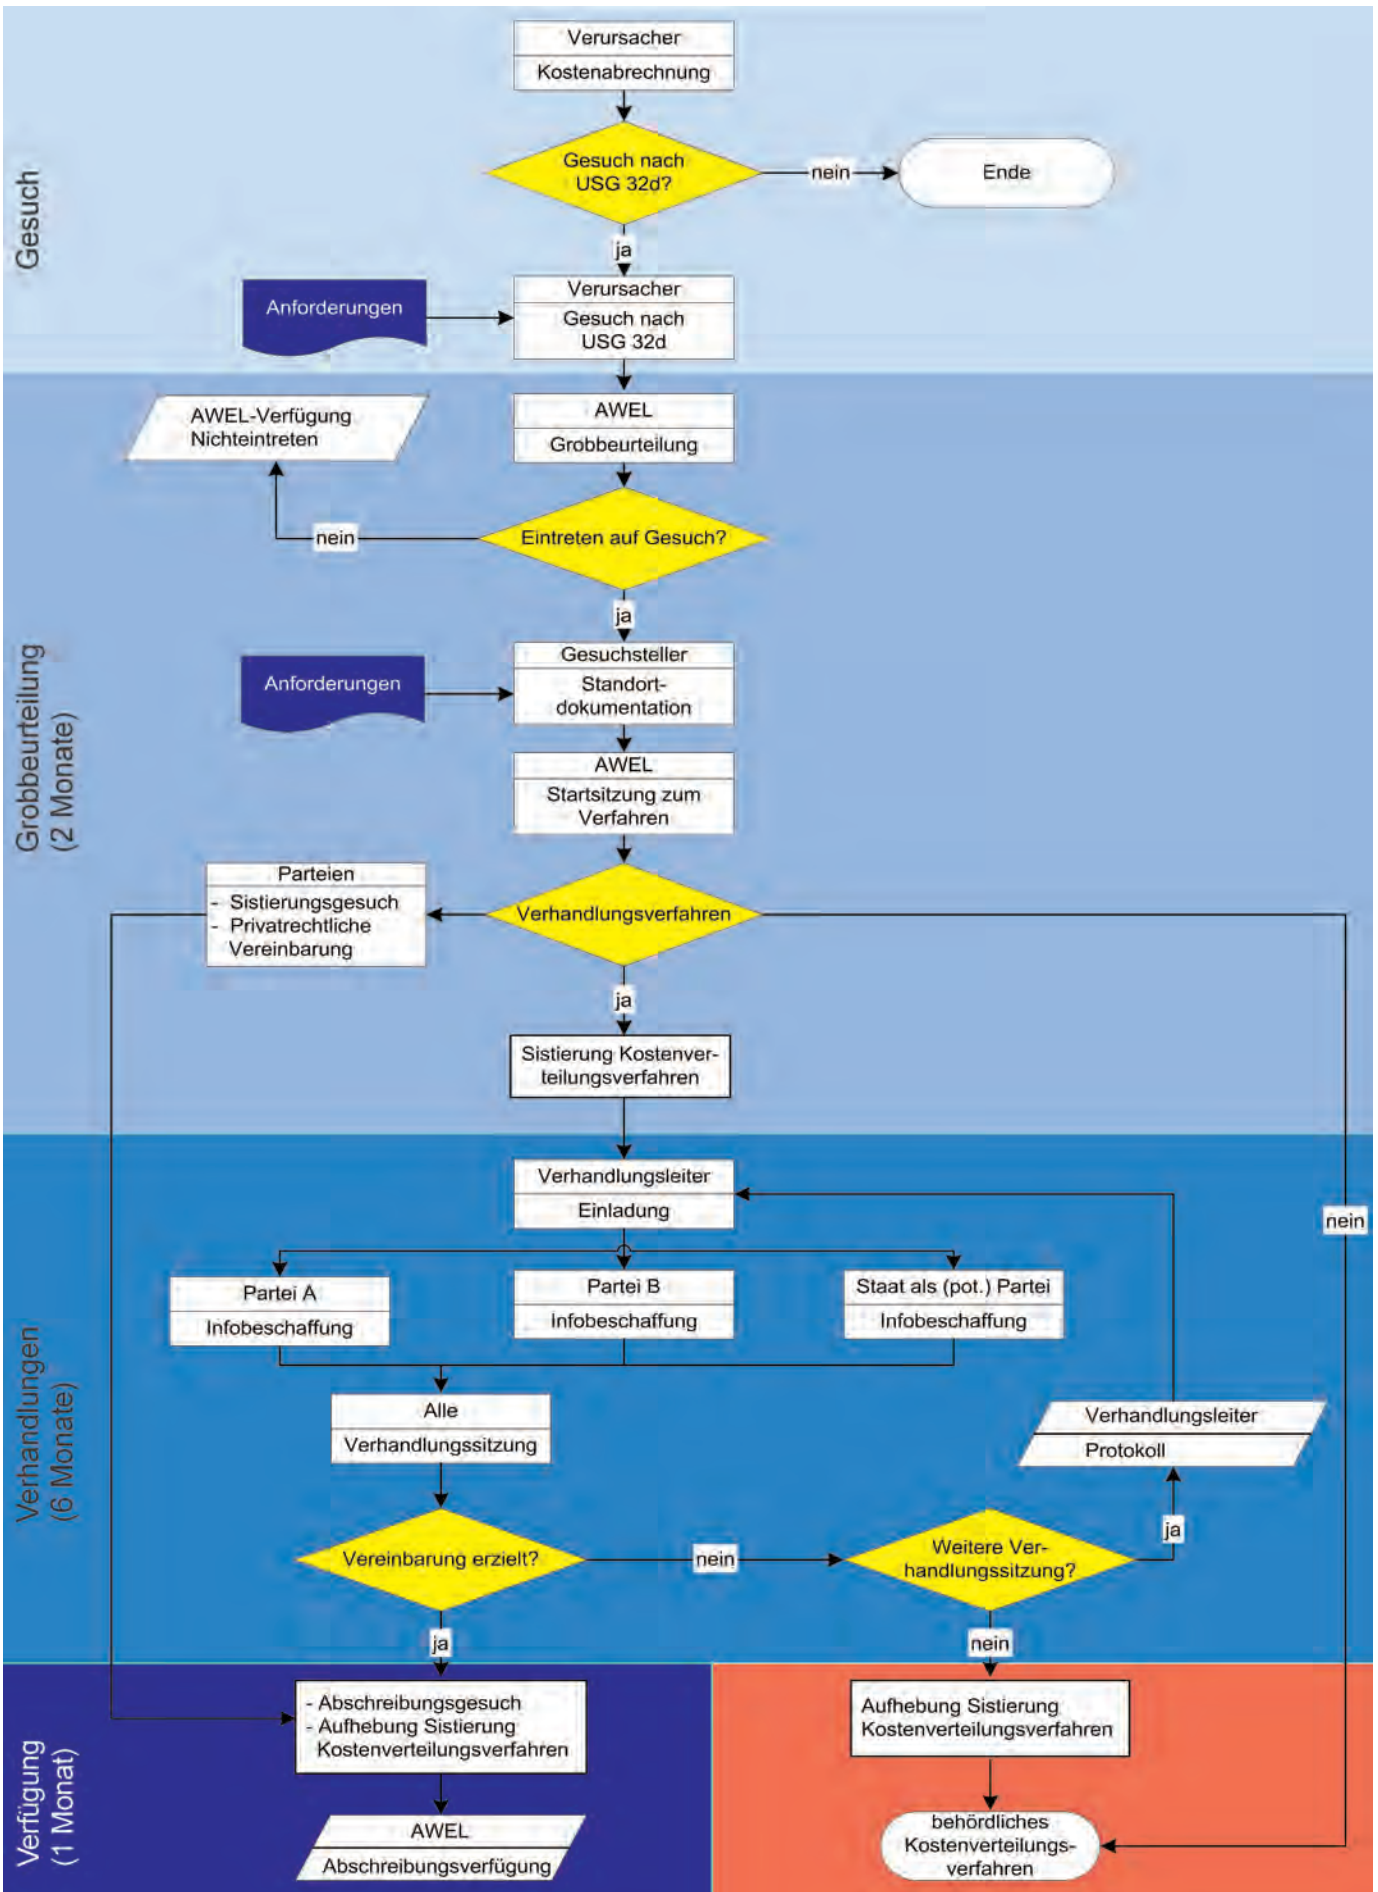 Verursacher
Kostenabrechnung
Gesuch nach
USG 32d?
nein
Ende
Gesuch
ja
Anforderungen
Verursacher
Gesuch nach
USG 32d
AWEL-Verfügung
Nichteintreten
AWEL
Grobbeurteilung
nein
Eintreten auf Gesuch?
ja
Grobbeurteilung
(2 Monate)
Anforderungen
Gesuchsteller
Standort-
dokumentation
AWEL
Startsitzung zum
Verfahren
Parteien
- Sistierungsgesuch
- Privatrechtliche
Vereinbarung
Verhandlungsverfahren
ja
Sistierung Kostenver-
teilungsverfahren
Verhandlungsleiter
Einladung
nein
Partei A
Infobeschaffung
Partei B
Infobeschaffung
Staat als (pot.) Partei
Infobeschaffung
Verhandlungen
(6 Monate)
Alle
Verhandlungssitzung
Verhandlungsleiter
Protokoll
Vereinbarung erzielt?
nein
Weitere Ver-
handlungssitzung?
ja
ja
nein
Verfügung
(1 Monat)
- Abschreibungsgesuch
- Aufhebung Sistierung
Kostenverteilungsverfahren
Aufhebung Sistierung
Kostenverteilungsverfahren
AWEL
Abschreibungsverfügung
behördliches
Kostenverteilungs-
verfahren